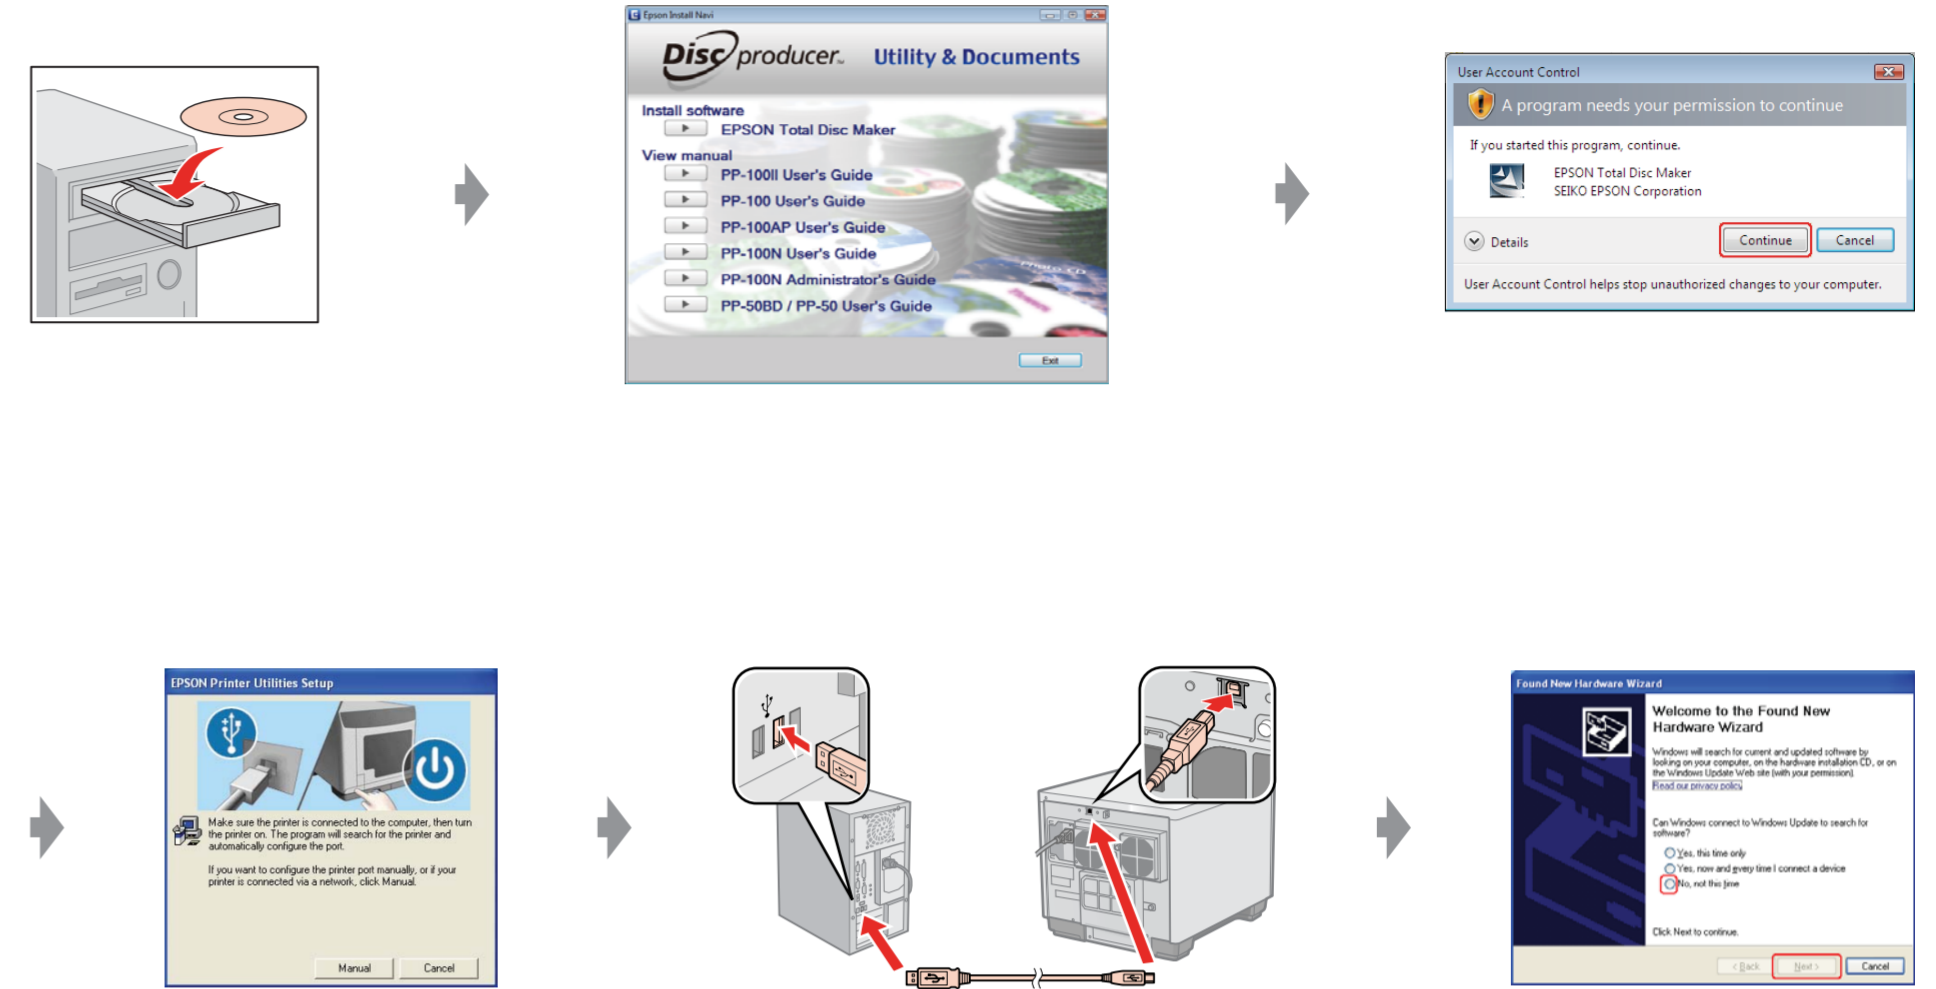 Epson Install Navi
Disc producer™ Utility & Documents
Install software
EPSON Total Disc Maker
View manual
PP-100II User's Guide
PP-100 User's Guide
PP-100AP User's Guide
PP-100N User's Guide
PP-100N Administrator's Guide
PP-50BD / PP-50 User's Guide
PHOTO CD
Exit
User Account Control
A program needs your permission to continue
If you started this program, continue.
EPSON Total Disc Maker
SEIKO EPSON Corporation
Details
Continue
Cancel
User Account Control helps stop unauthorized changes to your computer.
EPSON Printer Utilities Setup
Make sure the printer is connected to the computer, then turn
the printer on. The program will search for the printer and
automatically configure the port.
If you want to configure the printer port manually, or if your
printer is connected via a network, click Manual.
Manual
Cancel
Found New Hardware Wizard
Welcome to the Found New
Hardware Wizard
Windows will search for current and updated software by
looking on your computer, on the hardware installation CD, or on
the Windows Update Web site (with your permission).
Read our privacy policy
Can Windows connect to Windows Update to search for
software?
Yes, this time only
Yes, now and every time I connect a device
No, not this time
Click Next to continue.
< Back
Next >
Cancel